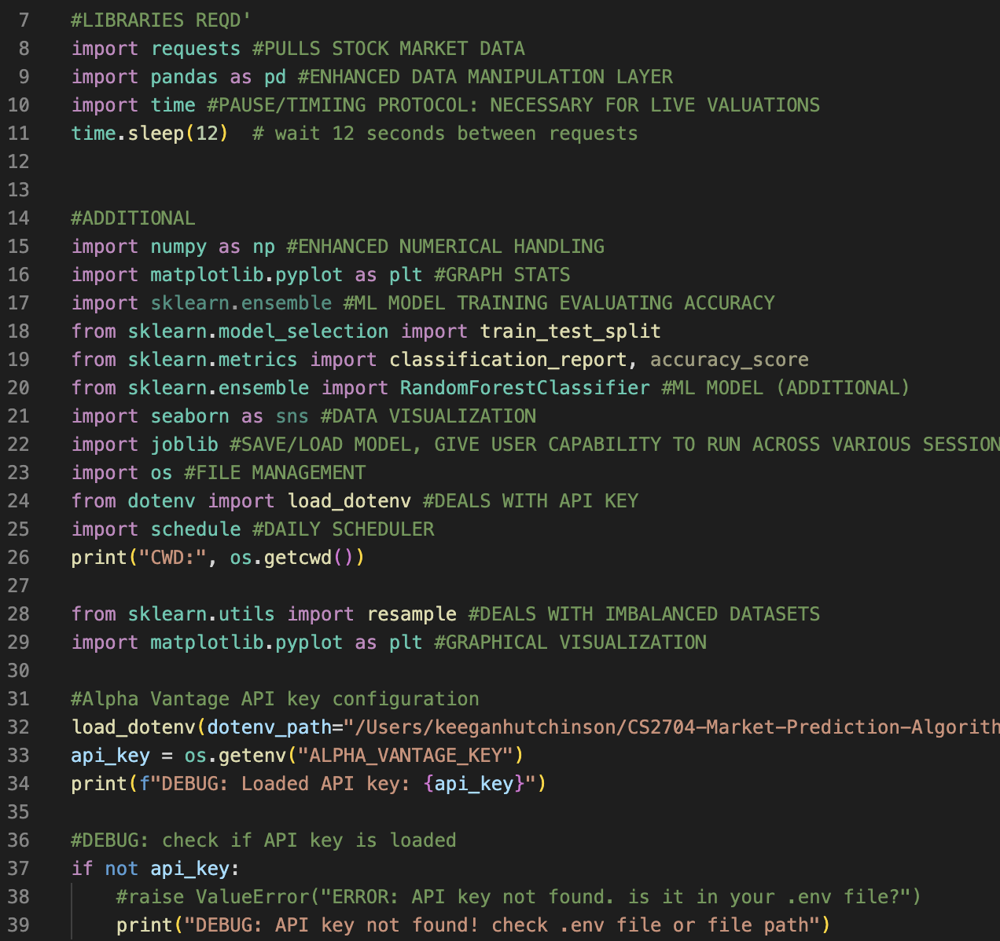 7 #LIBRARIES REQD'
8 import requests #PULLS STOCK MARKET DATA
9 import pandas as pd #ENHANCED DATA MANIPULATION LAYER
10 import time #PAUSE/TIMIING PROTOCOL: NECESSARY FOR LIVE VALUATIONS
11 time.sleep(12)  # wait 12 seconds between requests
12
13
14 #ADDITIONAL
15 import numpy as np #ENHANCED NUMERICAL HANDLING
16 import matplotlib.pyplot as plt #GRAPH STATS
17 import sklearn.ensemble #ML MODEL TRAINING EVALUATING ACCURACY
18 from sklearn.model_selection import train_test_split
19 from sklearn.metrics import classification_report, accuracy_score
20 from sklearn.ensemble import RandomForestClassifier #ML MODEL (ADDITIONAL)
21 import seaborn as sns #DATA VISUALIZATION
22 import joblib #SAVE/LOAD MODEL, GIVE USER CAPABILITY TO RUN ACROSS VARIOUS SESSION
23 import os #FILE MANAGEMENT
24 from dotenv import load_dotenv #DEALS WITH API KEY
25 import schedule #DAILY SCHEDULER
26 print("CWD:", os.getcwd())
27
28 from sklearn.utils import resample #DEALS WITH IMBALANCED DATASETS
29 import matplotlib.pyplot as plt #GRAPHICAL VISUALIZATION
30
31 #Alpha Vantage API key configuration
32 load_dotenv(dotenv_path="/Users/keeganhutchinson/CS2704-Market-Prediction-Algorith
33 api_key = os.getenv("ALPHA_VANTAGE_KEY")
34 print(f"DEBUG: Loaded API key: {api_key}")
35
36 #DEBUG: check if API key is loaded
37 if not api_key:
38     #raise ValueError("ERROR: API key not found. is it in your .env file?")
39     print("DEBUG: API key not found! check .env file or file path")